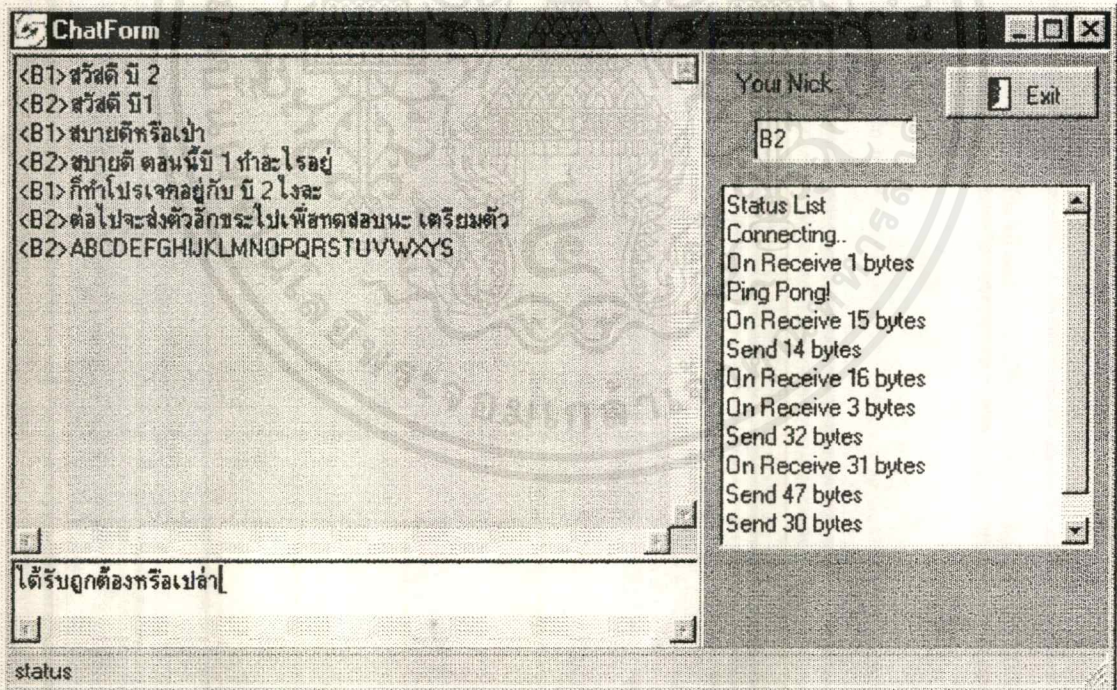 ChatForm
<B1>สวัสดี บี 2
<B2>สวัสดี บี1
<B1>สบายดีหรือเป่า
<B2>สบายดี ตอนนี้บี 1 ทำอะไรอยู่
<B1>ก็ทำโปรเจคอยู่กับ บี 2 ไงละ
<B2>ต่อไปจะส่งตัวอักษระไปเพื่อทดสอบนะ เตรียมตัว
<B2>ABCDEFGHIJKLMNOPQRSTUVWXYS
ได้รับถูกต้องหรือเปล่า
status
Your Nick
Exit
B2
Status List
Connecting..
On Receive 1 bytes
Ping Pong!
On Receive 15 bytes
Send 14 bytes
On Receive 16 bytes
On Receive 3 bytes
Send 32 bytes
On Receive 31 bytes
Send 47 bytes
Send 30 bytes